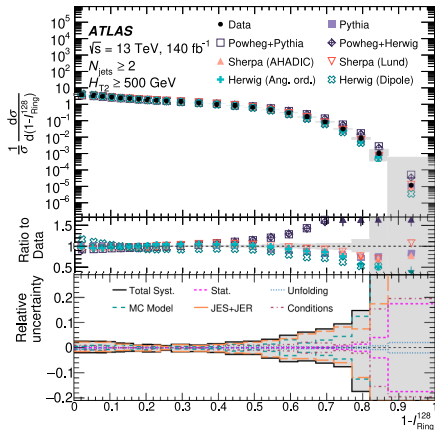 ATLAS
√s = 13 TeV, 140 fb⁻¹
N_jets ≥ 2
H_T2 ≥ 500 GeV
Data
Pythia
Powheg+Pythia
Powheg+Herwig
Sherpa (AHADIC)
Sherpa (Lund)
Herwig (Ang. ord.)
Herwig (Dipole)
1/σ dσ/d(1-I_Ring^128)
10⁵
10⁴
10³
10²
10
1
10⁻¹
10⁻²
10⁻³
10⁻⁴
10⁻⁵
10⁻⁶
Ratio to
Data
1.5
1
0.5
Relative
uncertainty
0.2
0.1
0
−0.1
−0.2
Total Syst.
Stat.
Unfolding
MC Model
JES+JER
Conditions
0 0.1 0.2 0.3 0.4 0.5 0.6 0.7 0.8 0.9 1
1-I_Ring^128